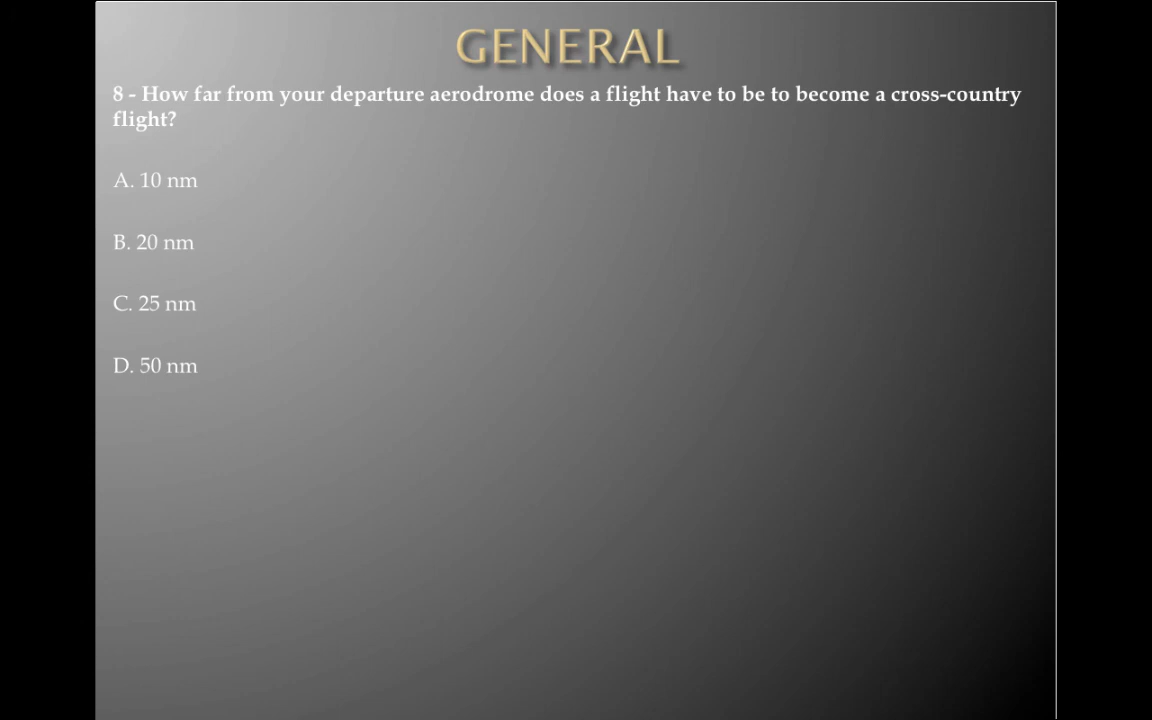 GENERAL
8 - How far from your departure aerodrome does a flight have to be to become a cross-country
flight?
A. 10 nm
B. 20 nm
C. 25 nm
D. 50 nm